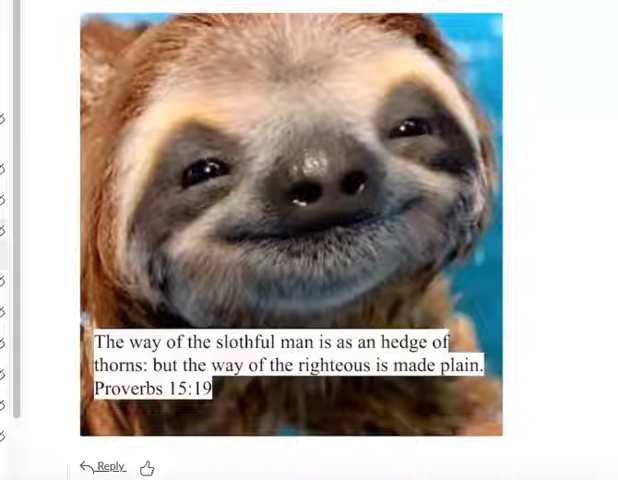 The way of the slothful man is as an hedge of
thorns: but the way of the righteous is made plain.
Proverbs 15:19
Reply